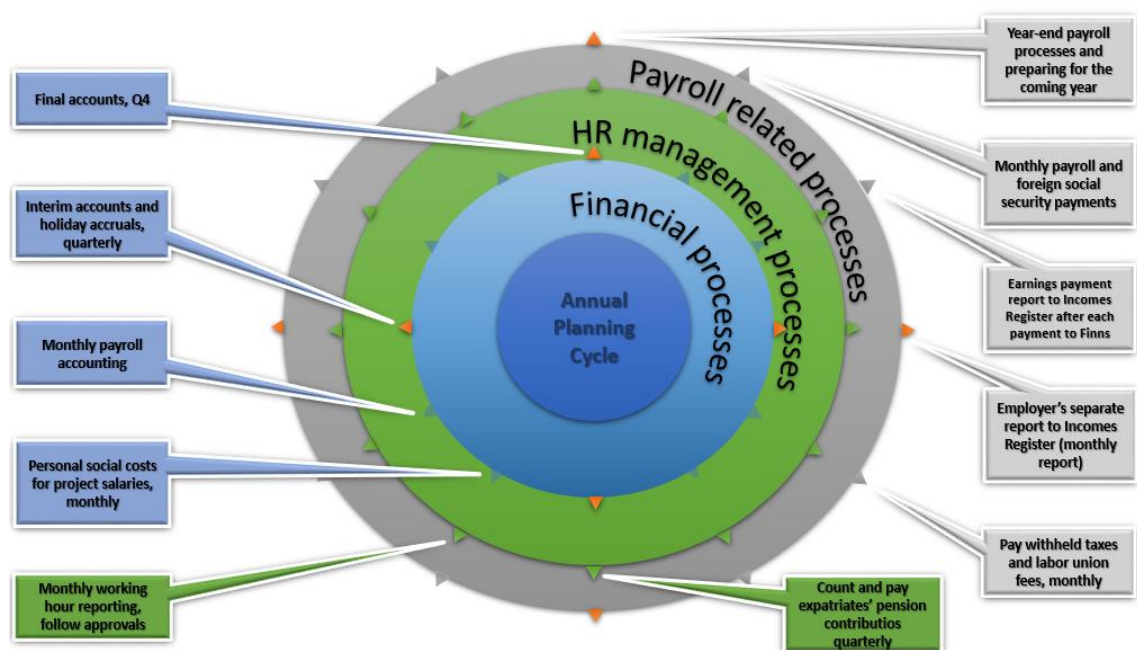 Final accounts, Q4
Interim accounts and
holiday accruals,
quarterly
Monthly payroll
accounting
Personal social costs
for project salaries,
monthly
Monthly working
hour reporting,
follow approvals
Payroll related processes
HR management processes
Financial processes
Annual
Planning
Cycle
Year-end payroll
processes and
preparing for the
coming year
Monthly payroll and
foreign social
security payments
Earnings payment
report to Incomes
Register after each
payment to Finns
Employer's separate
report to Incomes
Register (monthly
report)
Pay withheld taxes
and labor union
fees, monthly
Count and pay
expatriates' pension
contributios
quarterly